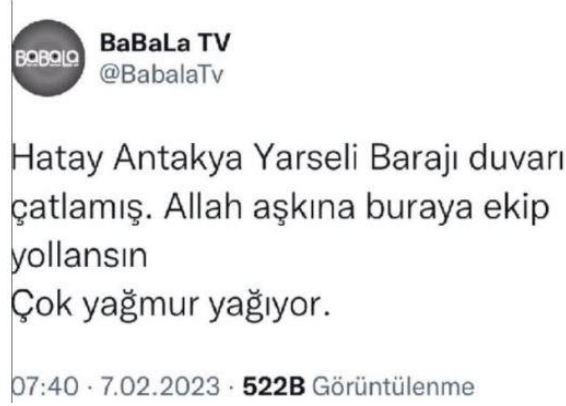 BaBaLa
BaBaLa TV
@BabalaTv
Hatay Antakya Yarseli Barajı duvarı
çatlamış. Allah aşkına buraya ekip
yollansın
Çok yağmur yağıyor.
07:40 · 7.02.2023 · 522B Görüntülenme